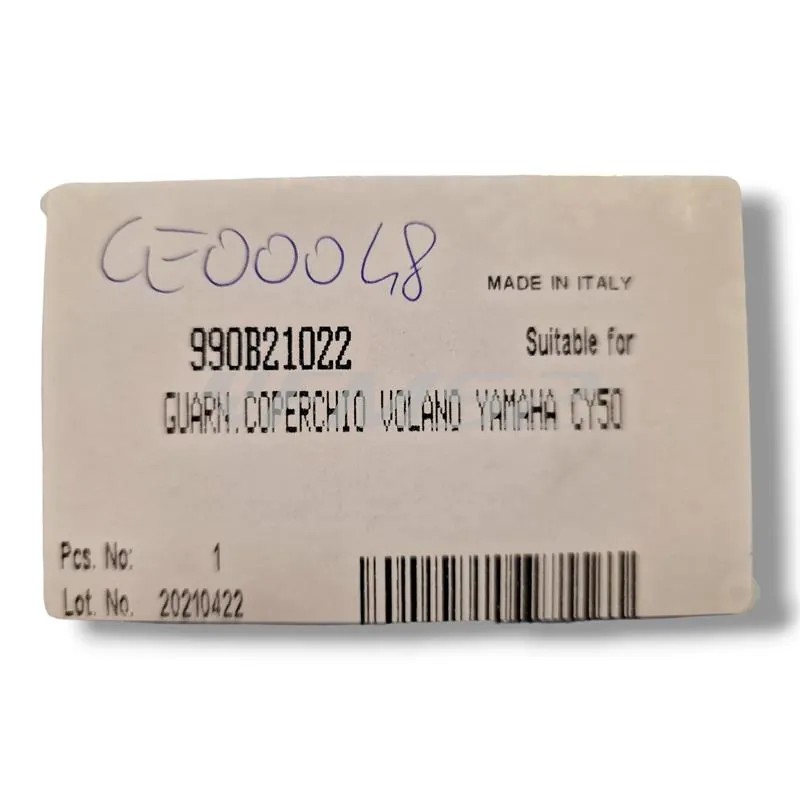 GE00048
MADE IN ITALY
990B21022
Suitable for
GUARN.COPERCHIO VOLANO YAMAHA CY50
Pcs. No: 1
Lot. No. 20210422